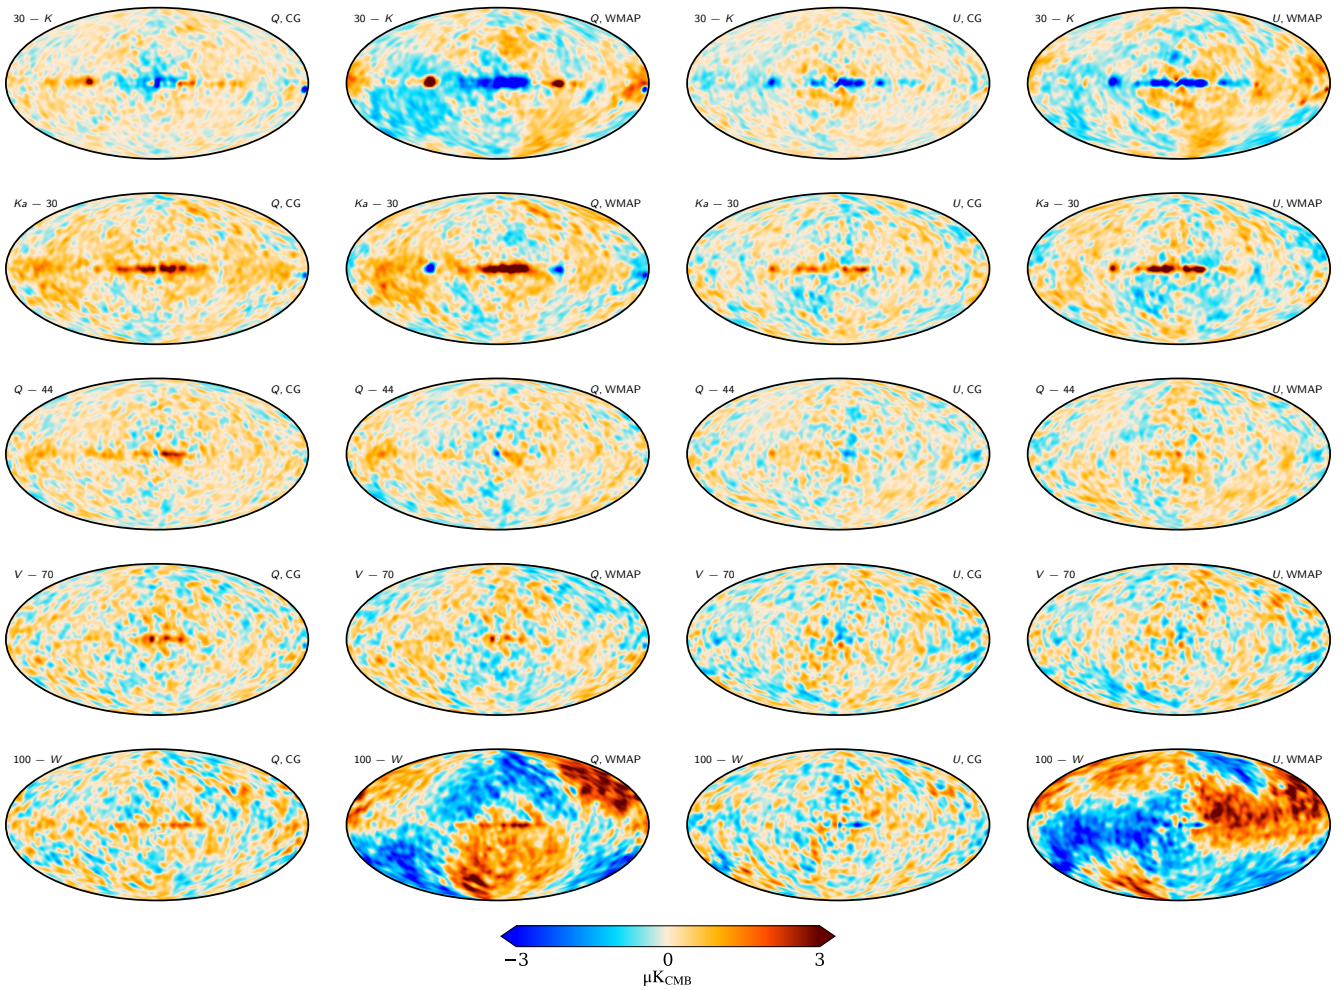 30 − K Q, CG 30 − K Q, WMAP 30 − K U, CG 30 − K U, WMAP
Ka − 30 Q, CG Ka − 30 Q, WMAP Ka − 30 U, CG Ka − 30 U, WMAP
Q − 44 Q, CG Q − 44 Q, WMAP Q − 44 U, CG Q − 44 U, WMAP
V − 70 Q, CG V − 70 Q, WMAP V − 70 U, CG V − 70 U, WMAP
100 − W Q, CG 100 − W Q, WMAP 100 − W U, CG 100 − W U, WMAP
−3 0 3
μK_CMB